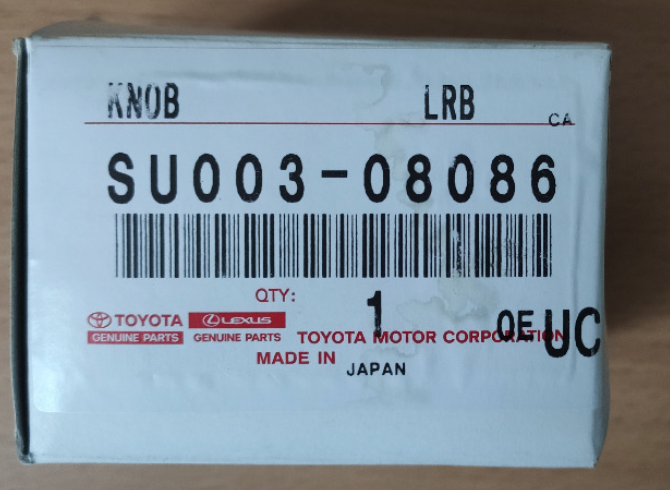 KNOB LRB CA
SU003-08086
QTY: 1
TOYOTA LEXUS
GENUINE PARTS GENUINE PARTS TOYOTA MOTOR CORPORATION OE UC
MADE IN JAPAN